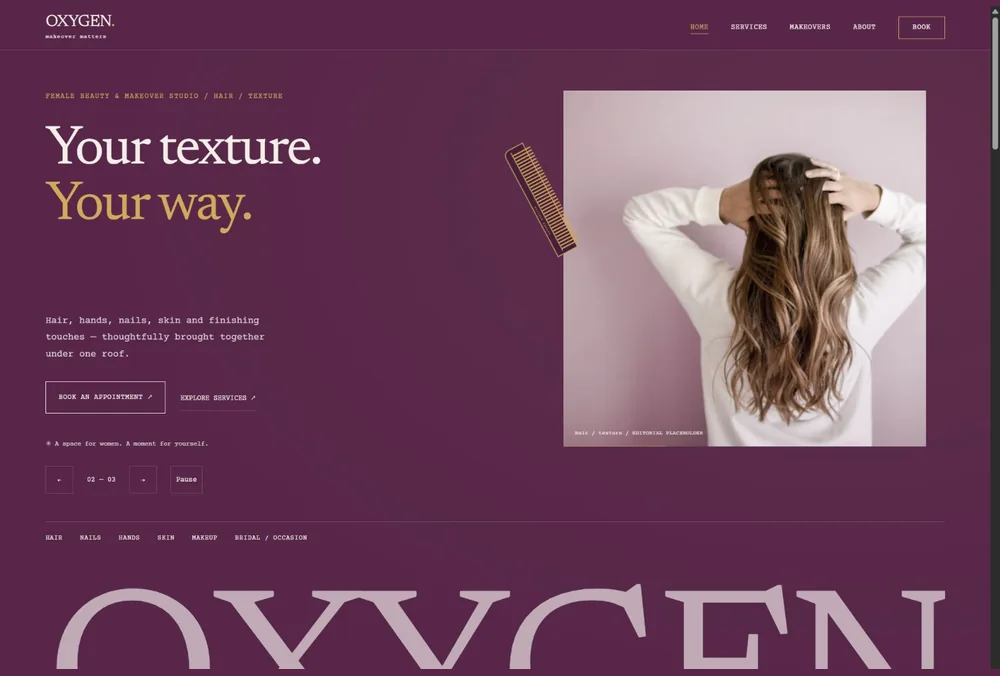 OXYGEN.
makeover matters
HOME SERVICES MAKEOVERS ABOUT BOOK
FEMALE BEAUTY & MAKEOVER STUDIO / HAIR / TEXTURE
Your texture.
Your way.
Hair, hands, nails, skin and finishing
touches — thoughtfully brought together
under one roof.
BOOK AN APPOINTMENT ↗ EXPLORE SERVICES ↗
✳ A space for women. A moment for yourself.
← 02 — 03 → Pause
Hair / texture / EDITORIAL PLACEHOLDER
HAIR NAILS HANDS SKIN MAKEUP BRIDAL / OCCASION
OXYGEN